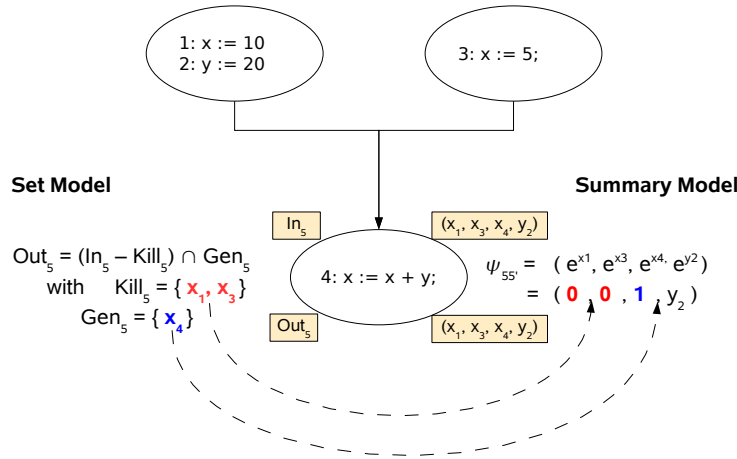 1: x := 10
2: y := 20
3: x := 5;
Set Model
Summary Model
In₅
(x₁, x₃, x₄, y₂)
Out₅ = (In₅ – Kill₅) ∩ Gen₅
with Kill₅ = { x₁, x₃}
Gen₅ = { x₄}
4: x := x + y;
ψ₅₅' = ( eˣ¹, eˣ³, eˣ⁴, eʸ²)
= ( 0 , 0 , 1 , y₂ )
Out₅
(x₁, x₃, x₄, y₂)